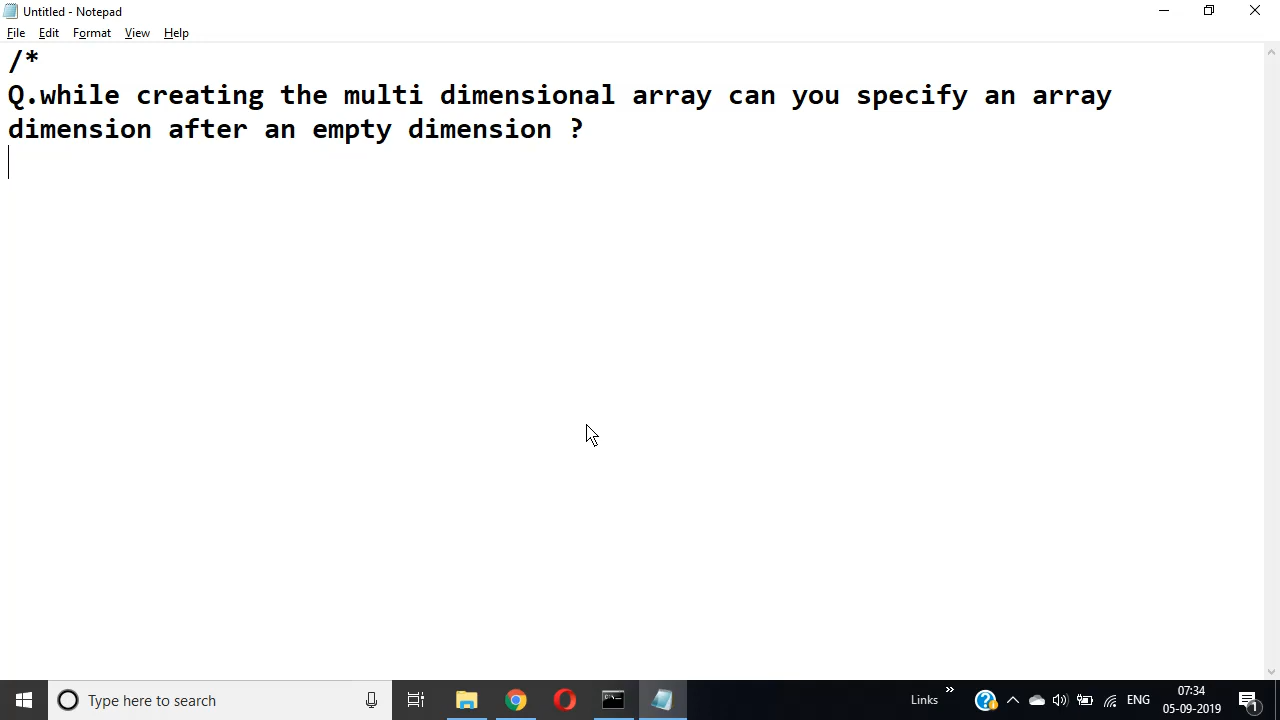 Untitled - Notepad
File Edit Format View Help
/*
Q.while creating the multi dimensional array can you specify an array
dimension after an empty dimension ?
Type here to search
Links
ENG
07:34
05-09-2019
1